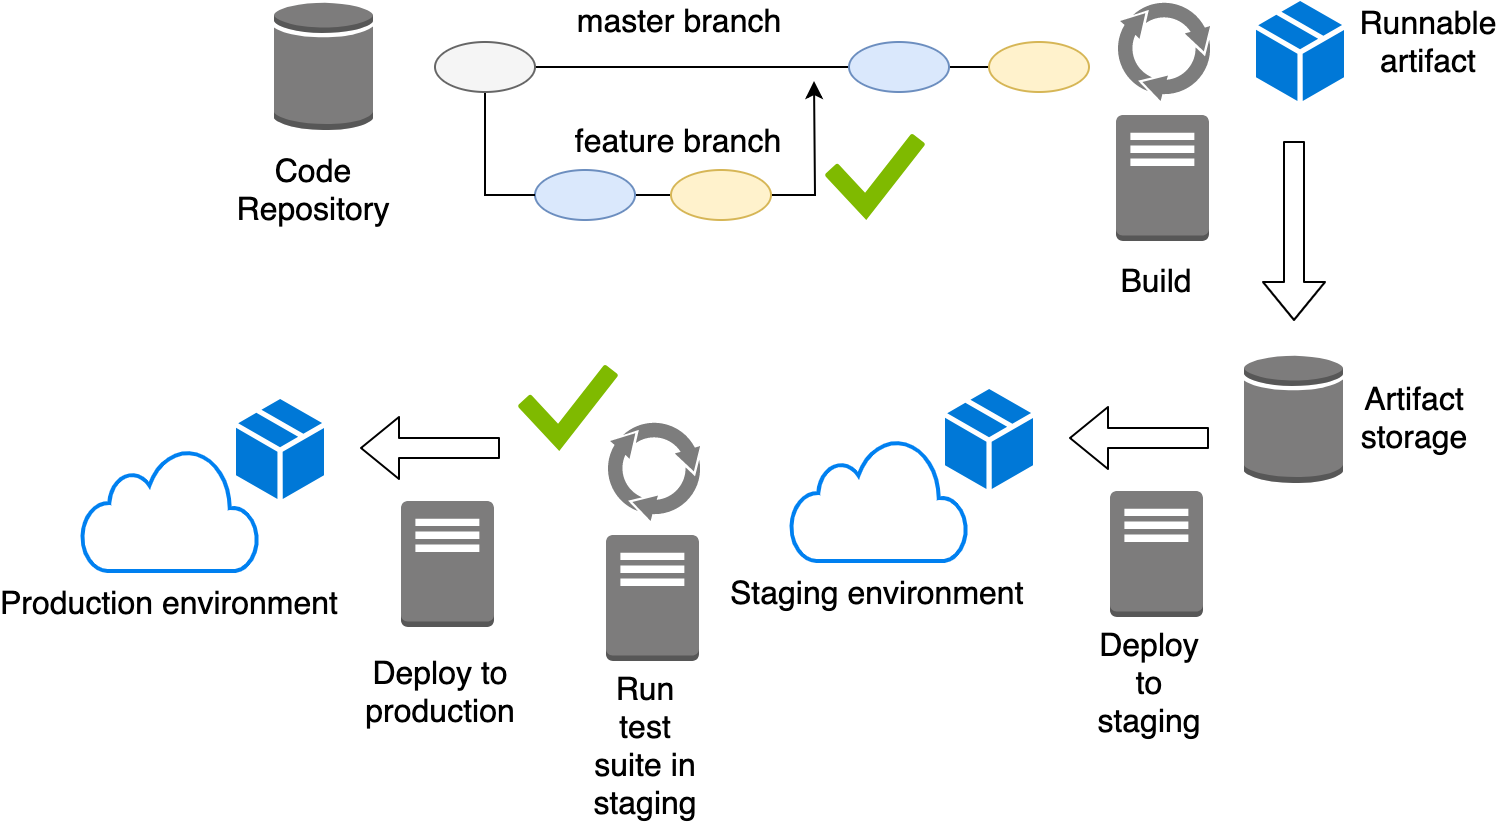 master branch
Runnable
artifact
feature branch
Code
Repository
Build
Artifact
storage
Production environment
Staging environment
Deploy to
production
Run
test
suite in
staging
Deploy
to
staging